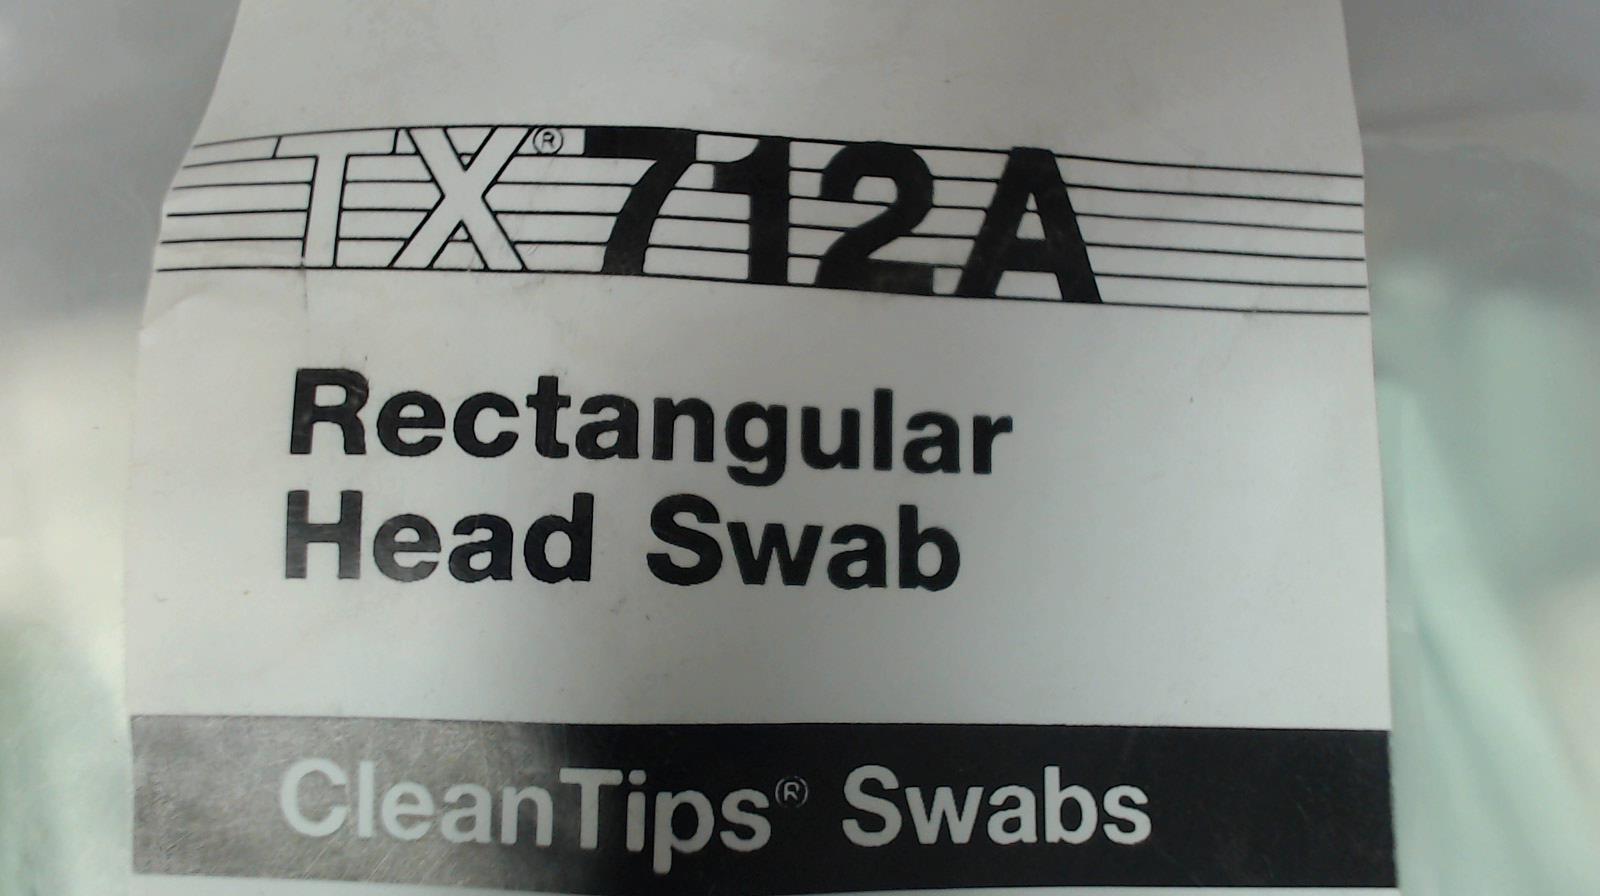 TX®712A
Rectangular
Head Swab
CleanTips® Swabs